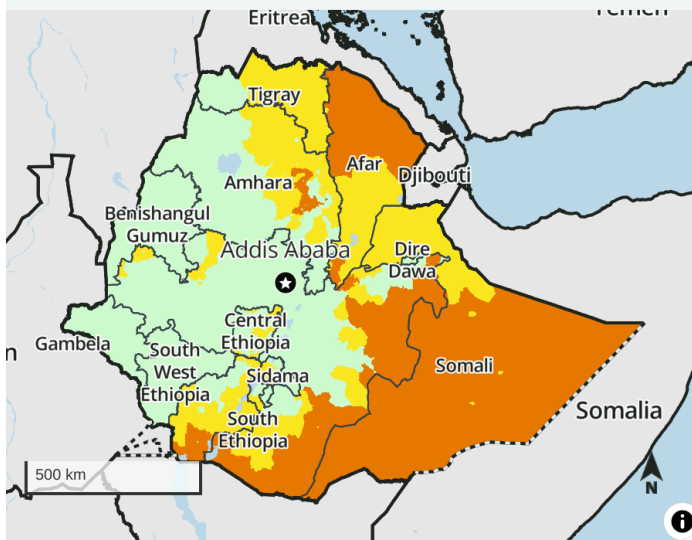 Eritrea
Yemen
Tigray
Afar
Djibouti
Amhara
Benishangul
Gumuz
Addis Ababa
Dire
Dawa
Central
Ethiopia
Gambela
South
West
Ethiopia
Sidama
Somali
South
Ethiopia
Somalia
500 km
N
i